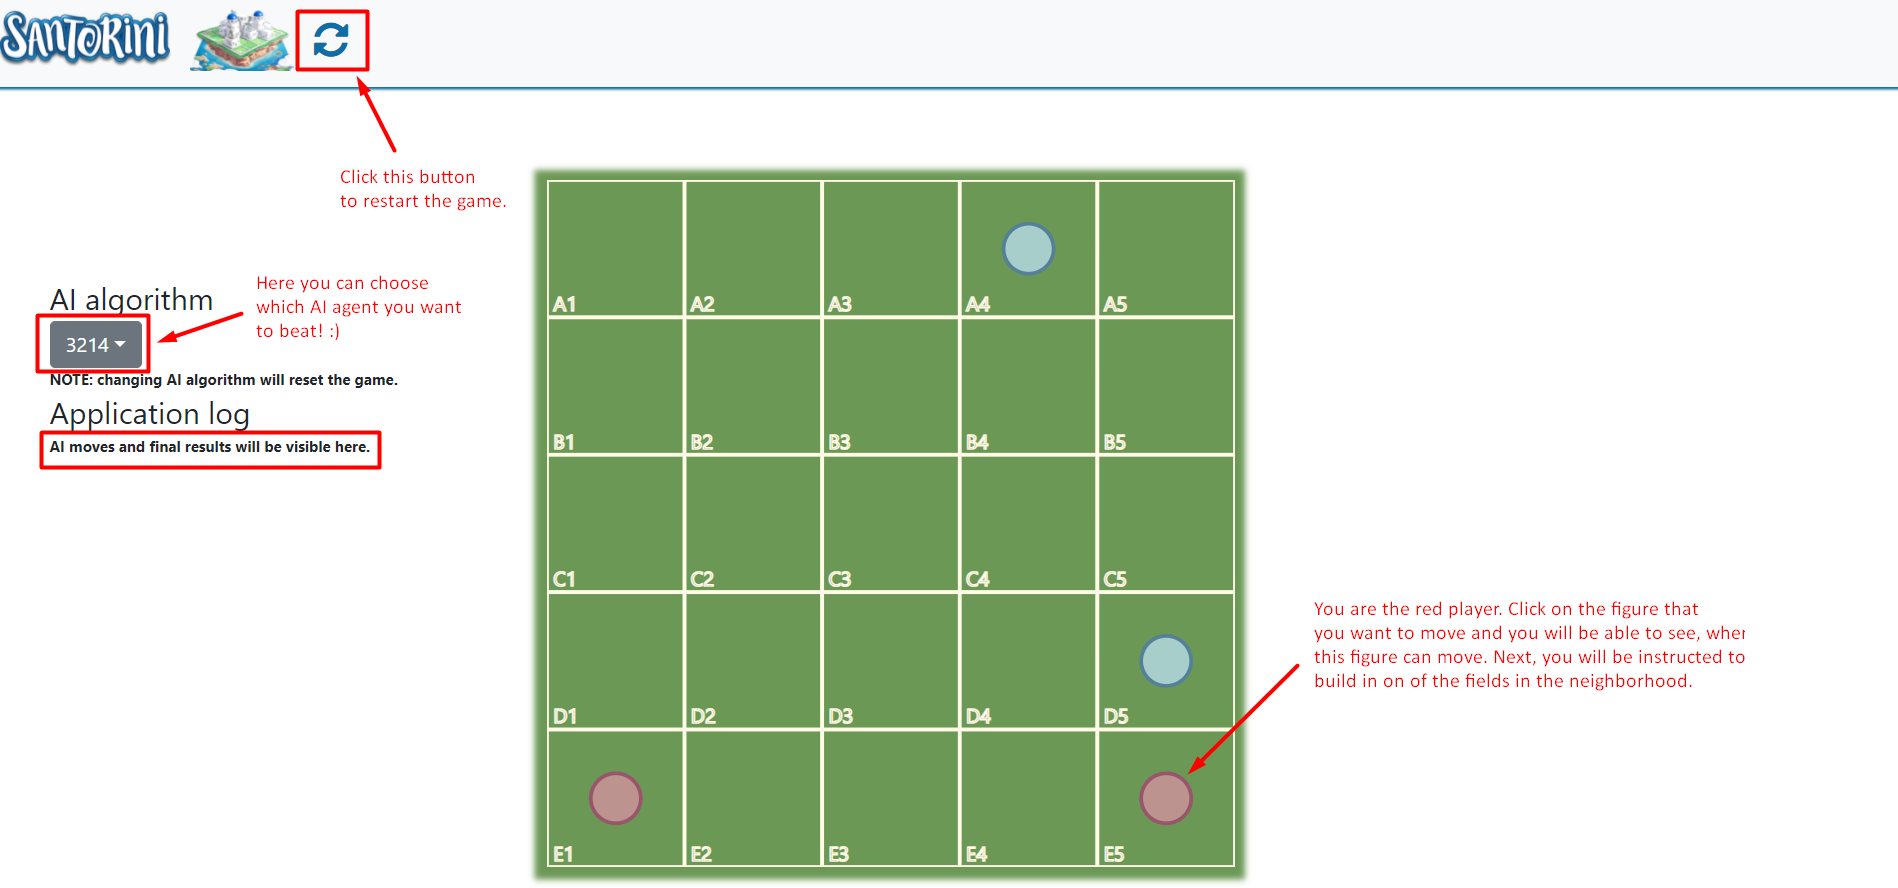 SANTORINI
Click this button
to restart the game.
AI algorithm
3214
Here you can choose
which AI agent you want
to beat! :)
NOTE: changing AI algorithm will reset the game.
Application log
AI moves and final results will be visible here.
A1 A2 A3 A4 A5
B1 B2 B3 B4 B5
C1 C2 C3 C4 C5
D1 D2 D3 D4 D5
E1 E2 E3 E4 E5
You are the red player. Click on the figure that
you want to move and you will be able to see, wher
this figure can move. Next, you will be instructed to
build in on of the fields in the neighborhood.